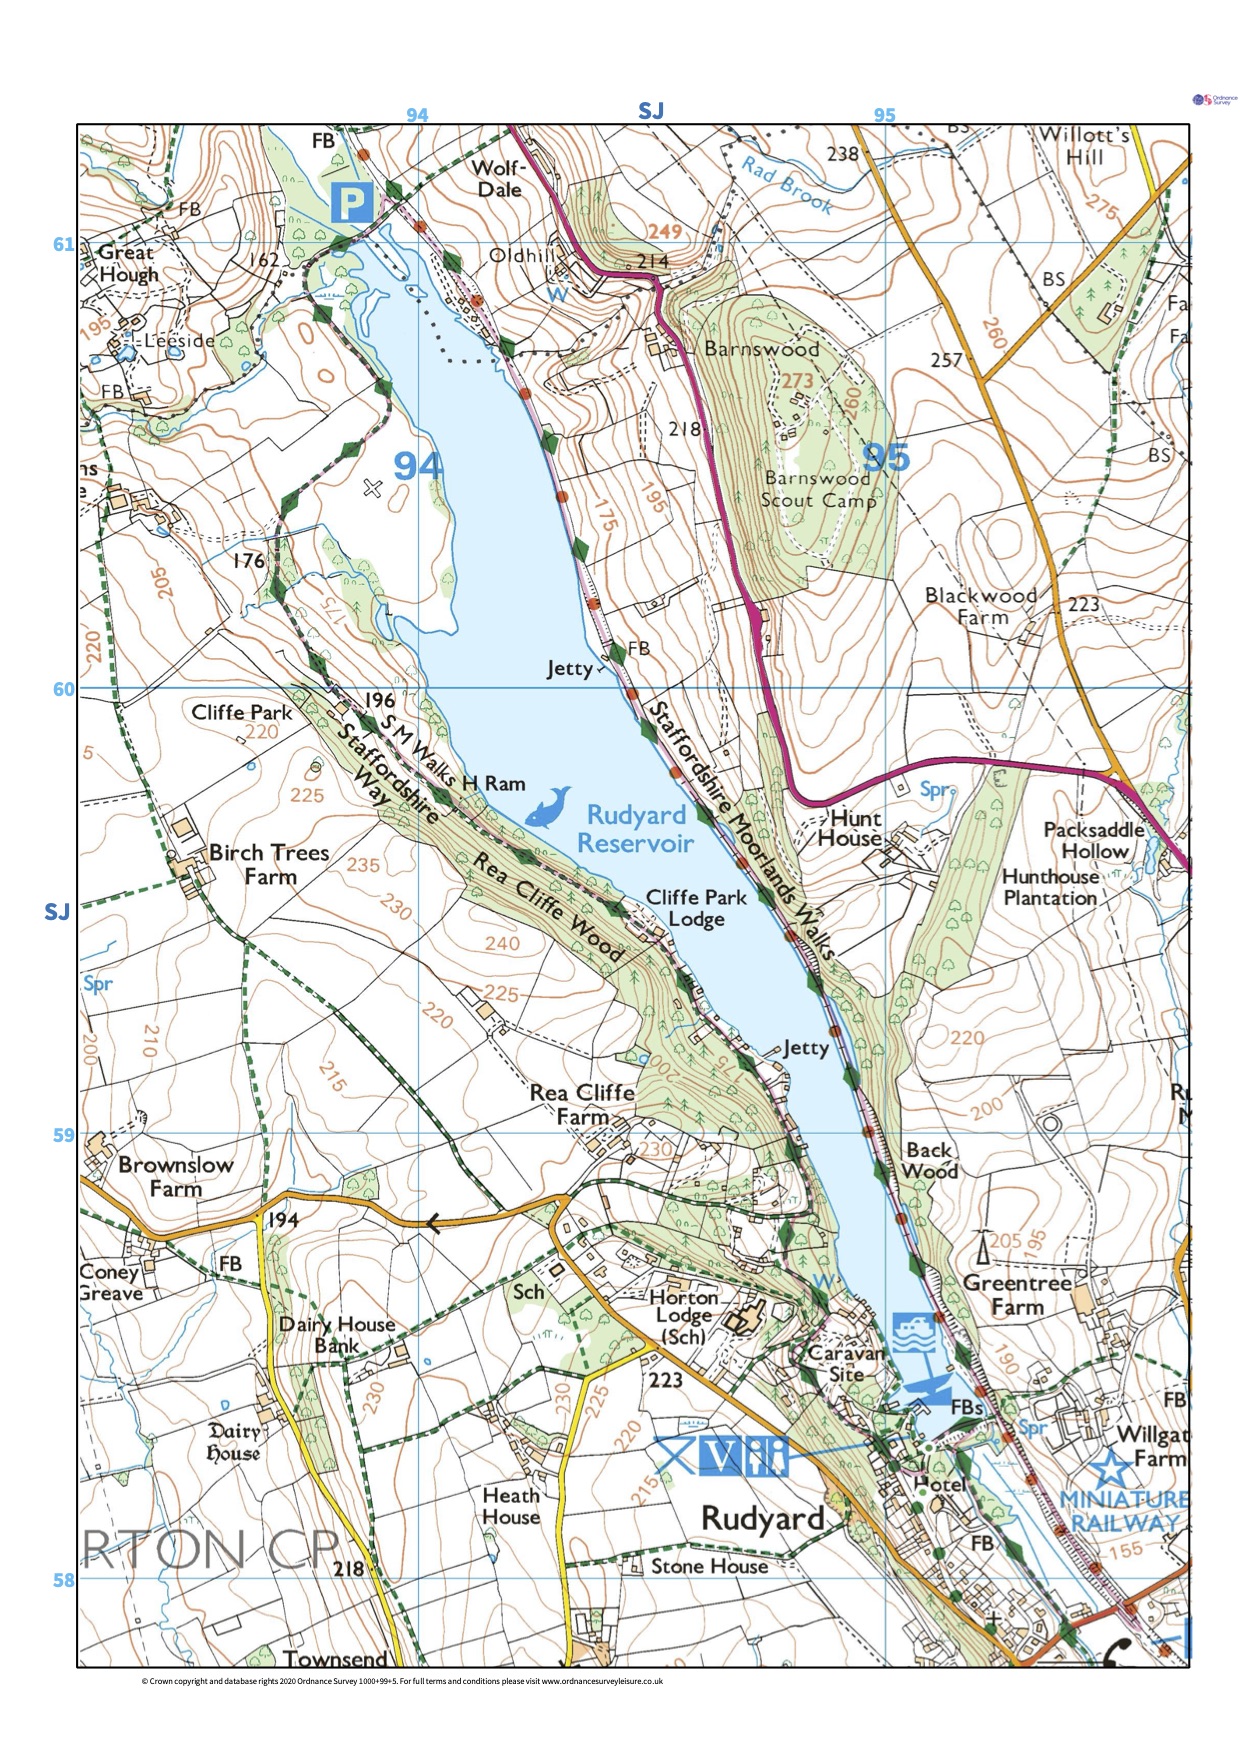 94
SJ
95
Ordnance
Survey
FB
Wolf-
Dale
238
BS
Willott's
Hill
Rad Brook
275
P
FB
61
249
Great
Hough
162
Oldhill
214
BS
W
Fa
195
Leeside
Fa
Barnswood
260
257
FB
273
260
218
BS
94
95
ns
e
Barnswood
Scout Camp
175
195
176
205
175
Blackwood
Farm
223
L
220
FB
Jetty
60
196
Cliffe Park
220
S M Walks
Staffordshire
Way
Staffordshire Moorlands Walks
5
H Ram
225
Spr
E
Rudyard
Reservoir
Hunt
House
Packsaddle
Hollow
Birch Trees
Farm
235
Rea Cliffe Wood
Hunthouse
Plantation
230
Cliffe Park
Lodge
SJ
240
Spr
225
220
210
200
220
Jetty
215
200
175
Rea Cliffe
Farm
200
Ru
M
59
230
Back
Wood
Brownslow
Farm
194
205
195
FB
Coney
Greave
Sch
Horton
Lodge
(Sch)
W
Greentree
Farm
Dairy House
Bank
Caravan
Site
190
223
230
230
225
FBs
FB
220
Spr
Willgat
Farm
Dairy
House
V
215
Hotel
MINIATURE
RAILWAY
Heath
House
Rudyard
FB
155
RTON CP
218
Stone House
58
Townsend
© Crown copyright and database rights 2020 Ordnance Survey 1000+99+5. For full terms and conditions please visit www.ordnancesurveyleisure.co.uk